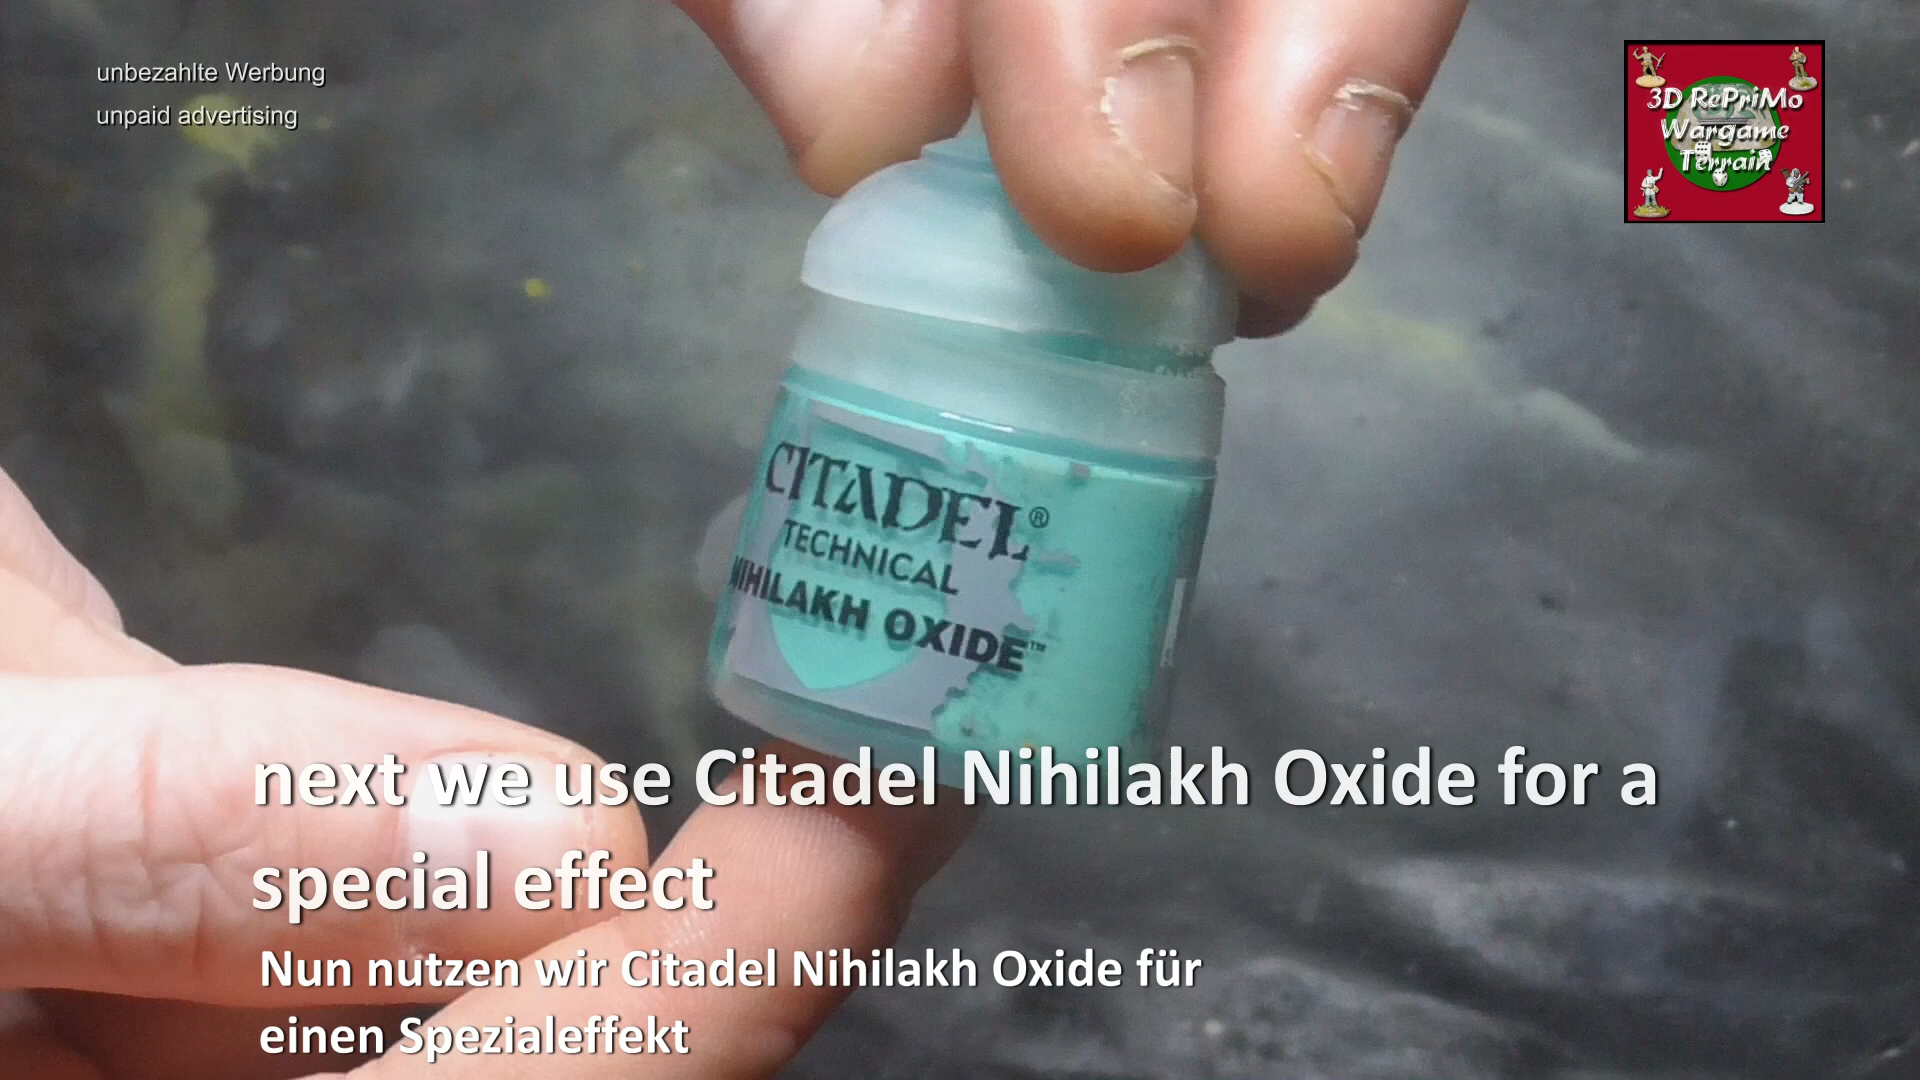 unbezahlte Werbung
unpaid advertising
3D RePriMo
Wargame
Terrain
CITADEL®
TECHNICAL
NIHILAKH OXIDE™
next we use Citadel Nihilakh Oxide for a
special effect
Nun nutzen wir Citadel Nihilakh Oxide für
einen Spezialeffekt